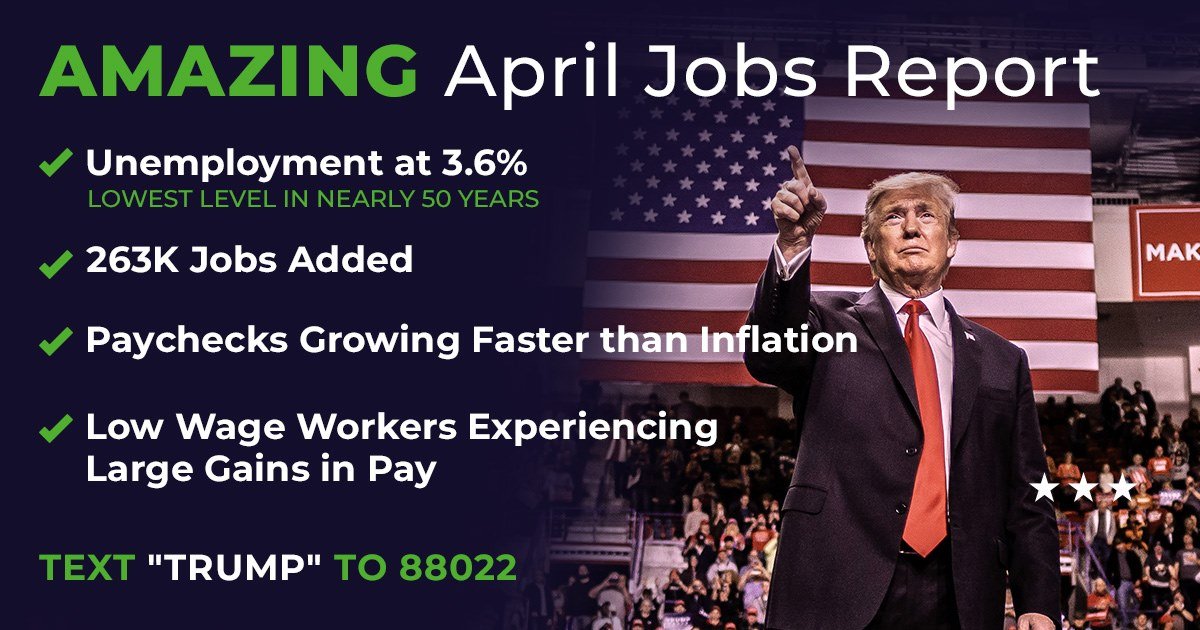 AMAZING April Jobs Report
Unemployment at 3.6%
LOWEST LEVEL IN NEARLY 50 YEARS
263K Jobs Added
MAK
Paychecks Growing Faster than Inflation
Low Wage Workers Experiencing
Large Gains in Pay
TEXT "TRUMP" TO 88022